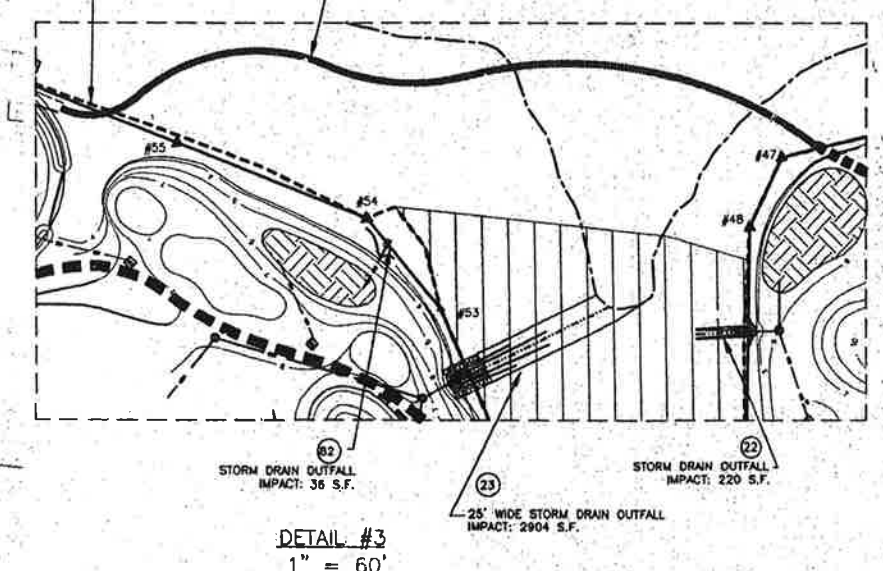 #55
#54
#53
#47
#48
82
STORM DRAIN OUTFALL
IMPACT: 36 S.F.
23
25' WIDE STORM DRAIN OUTFALL
IMPACT: 2904 S.F.
22
STORM DRAIN OUTFALL
IMPACT: 220 S.F.
DETAIL #3
1" = 60'